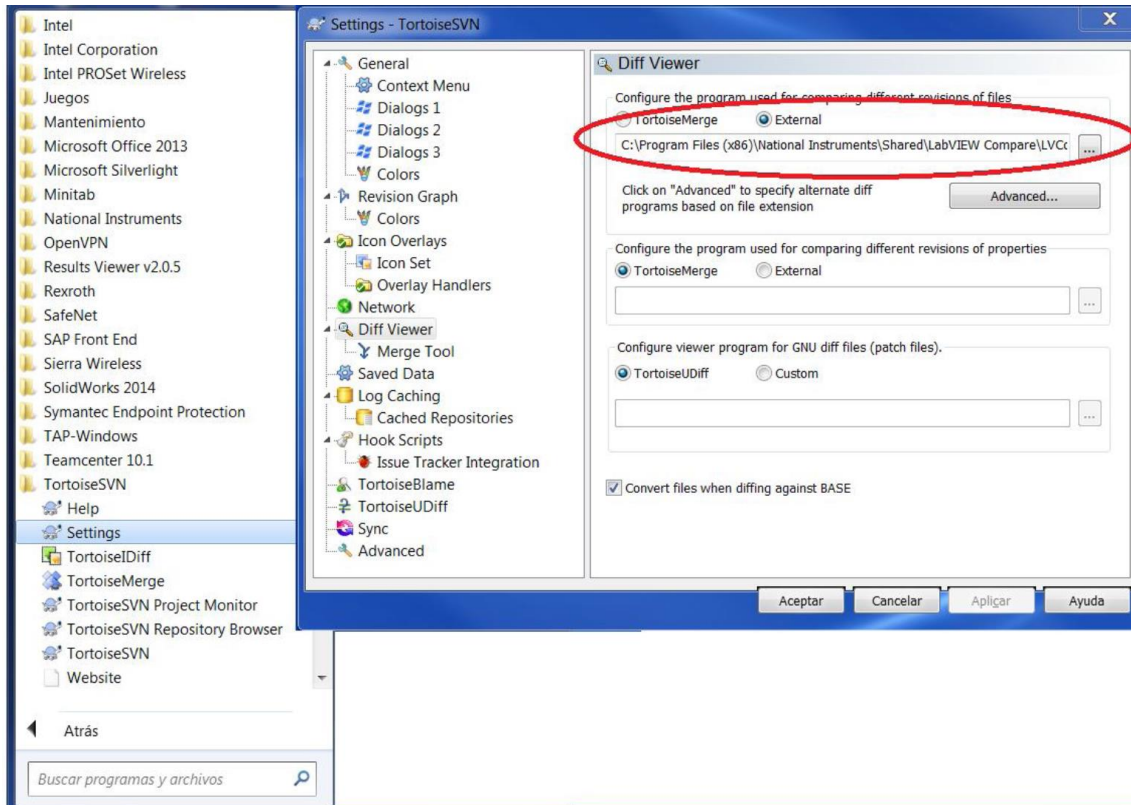 Intel
Intel Corporation
Intel PROSet Wireless
Juegos
Mantenimiento
Microsoft Office 2013
Microsoft Silverlight
Minitab
National Instruments
OpenVPN
Results Viewer v2.0.5
Rexroth
SafeNet
SAP Front End
Sierra Wireless
SolidWorks 2014
Symantec Endpoint Protection
TAP-Windows
Teamcenter 10.1
TortoiseSVN
Help
Settings
TortoiseIDiff
TortoiseMerge
TortoiseSVN Project Monitor
TortoiseSVN Repository Browser
TortoiseSVN
Website
Atrás
Buscar programas y archivos
Settings - TortoiseSVN
General
Context Menu
Dialogs 1
Dialogs 2
Dialogs 3
Colors
Revision Graph
Colors
Icon Overlays
Icon Set
Overlay Handlers
Network
Diff Viewer
Merge Tool
Saved Data
Log Caching
Cached Repositories
Hook Scripts
Issue Tracker Integration
TortoiseBlame
TortoiseUDiff
Sync
Advanced
Diff Viewer
Configure the program used for comparing different revisions of files
TortoiseMerge External
C:\Program Files (x86)\National Instruments\Shared\LabVIEW Compare\LVCo ...
Click on "Advanced" to specify alternate diff
programs based on file extension
Advanced...
Configure the program used for comparing different revisions of properties
TortoiseMerge External
...
Configure viewer program for GNU diff files (patch files).
TortoiseUDiff Custom
...
Convert files when diffing against BASE
Aceptar Cancelar Aplicar Ayuda